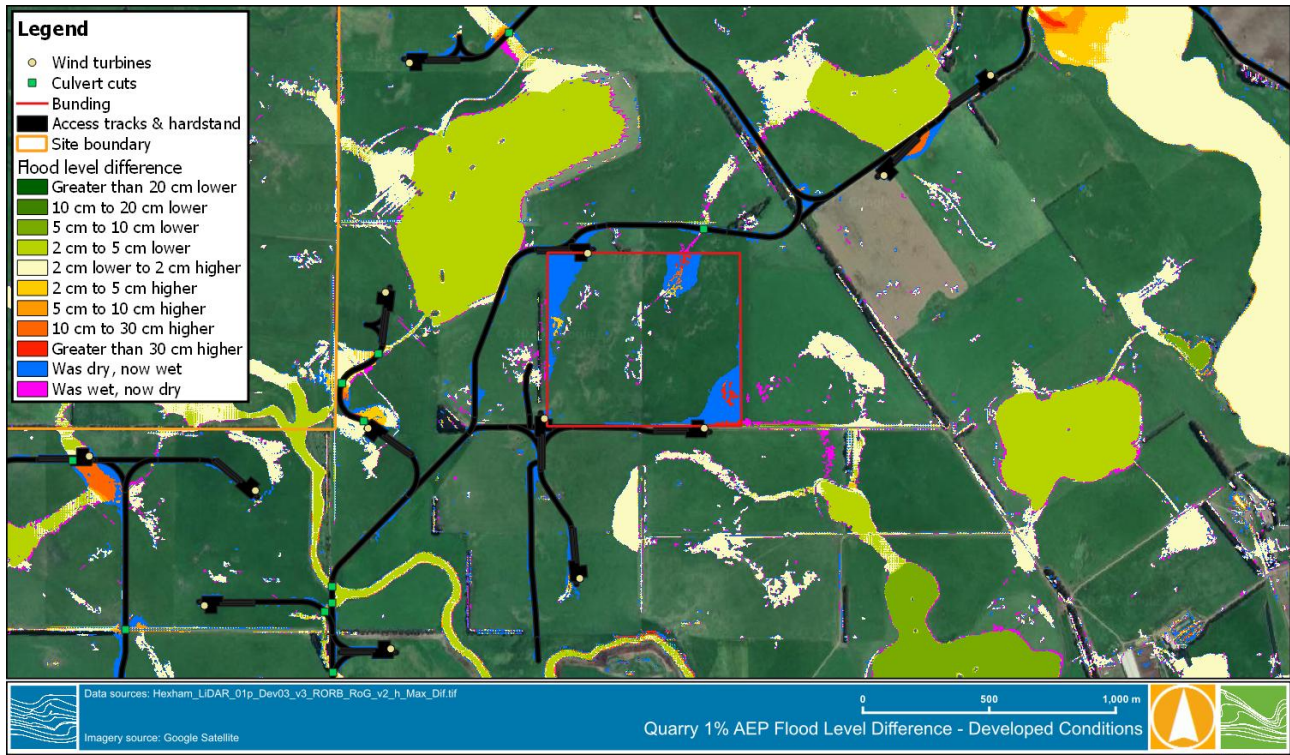 Legend
Wind turbines
Culvert cuts
Bunding
Access tracks & hardstand
Site boundary
Flood level difference
Greater than 20 cm lower
10 cm to 20 cm lower
5 cm to 10 cm lower
2 cm to 5 cm lower
2 cm lower to 2 cm higher
2 cm to 5 cm higher
5 cm to 10 cm higher
10 cm to 30 cm higher
Greater than 30 cm higher
Was dry, now wet
Was wet, now dry
Data sources: Hexham_LiDAR_01p_Dev03_v3_RORB_RoG_v2_h_Max_Dif.tif
0 500 1,000 m
Quarry 1% AEP Flood Level Difference - Developed Conditions
Imagery source: Google Satellite